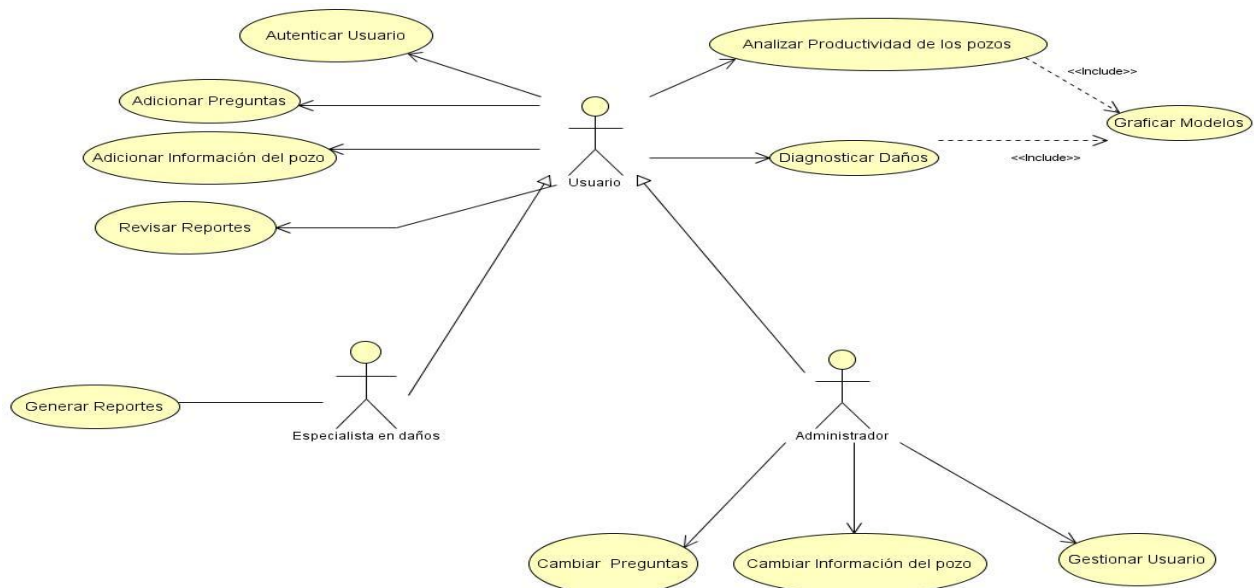 Autenticar Usuario
Analizar Productividad de los pozos
<<Include>>
Adicionar Preguntas
Graficar Modelos
Adicionar Información del pozo
Diagnosticar Daños
<<Include>>
Usuario
Revisar Reportes
Generar Reportes
Especialista en daños
Administrador
Cambiar Preguntas
Cambiar Información del pozo
Gestionar Usuario